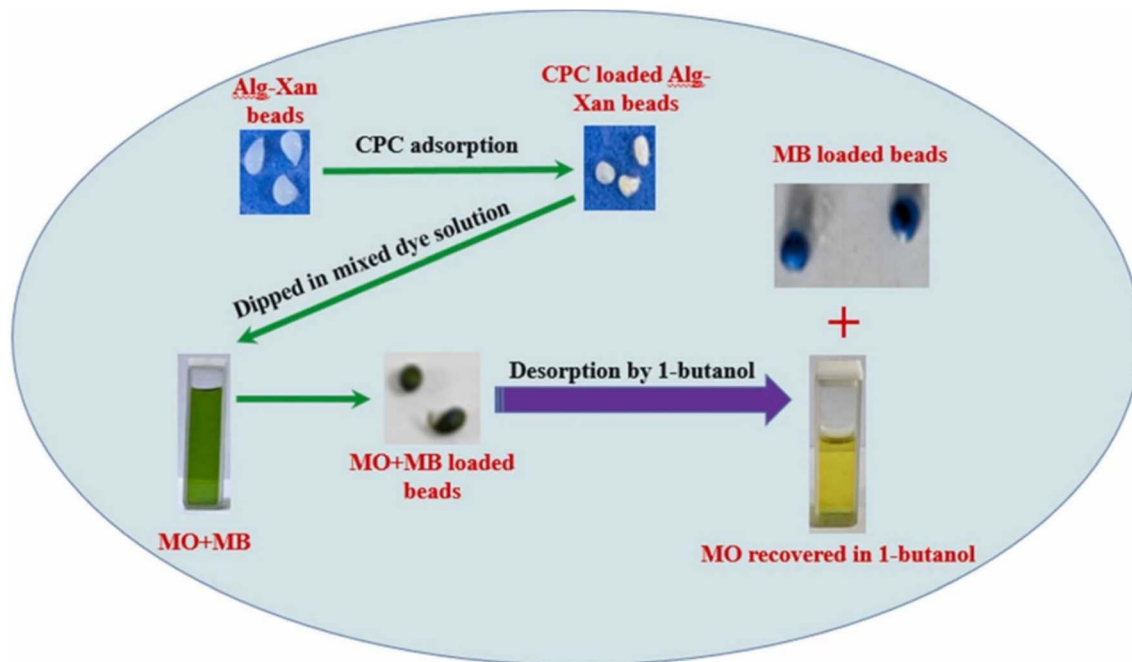 Alg-Xan
beads
CPC adsorption
CPC loaded Alg-
Xan beads
MB loaded beads
Dipped in mixed dye solution
+
MO+MB
MO+MB loaded
beads
Desorption by 1-butanol
MO recovered in 1-butanol